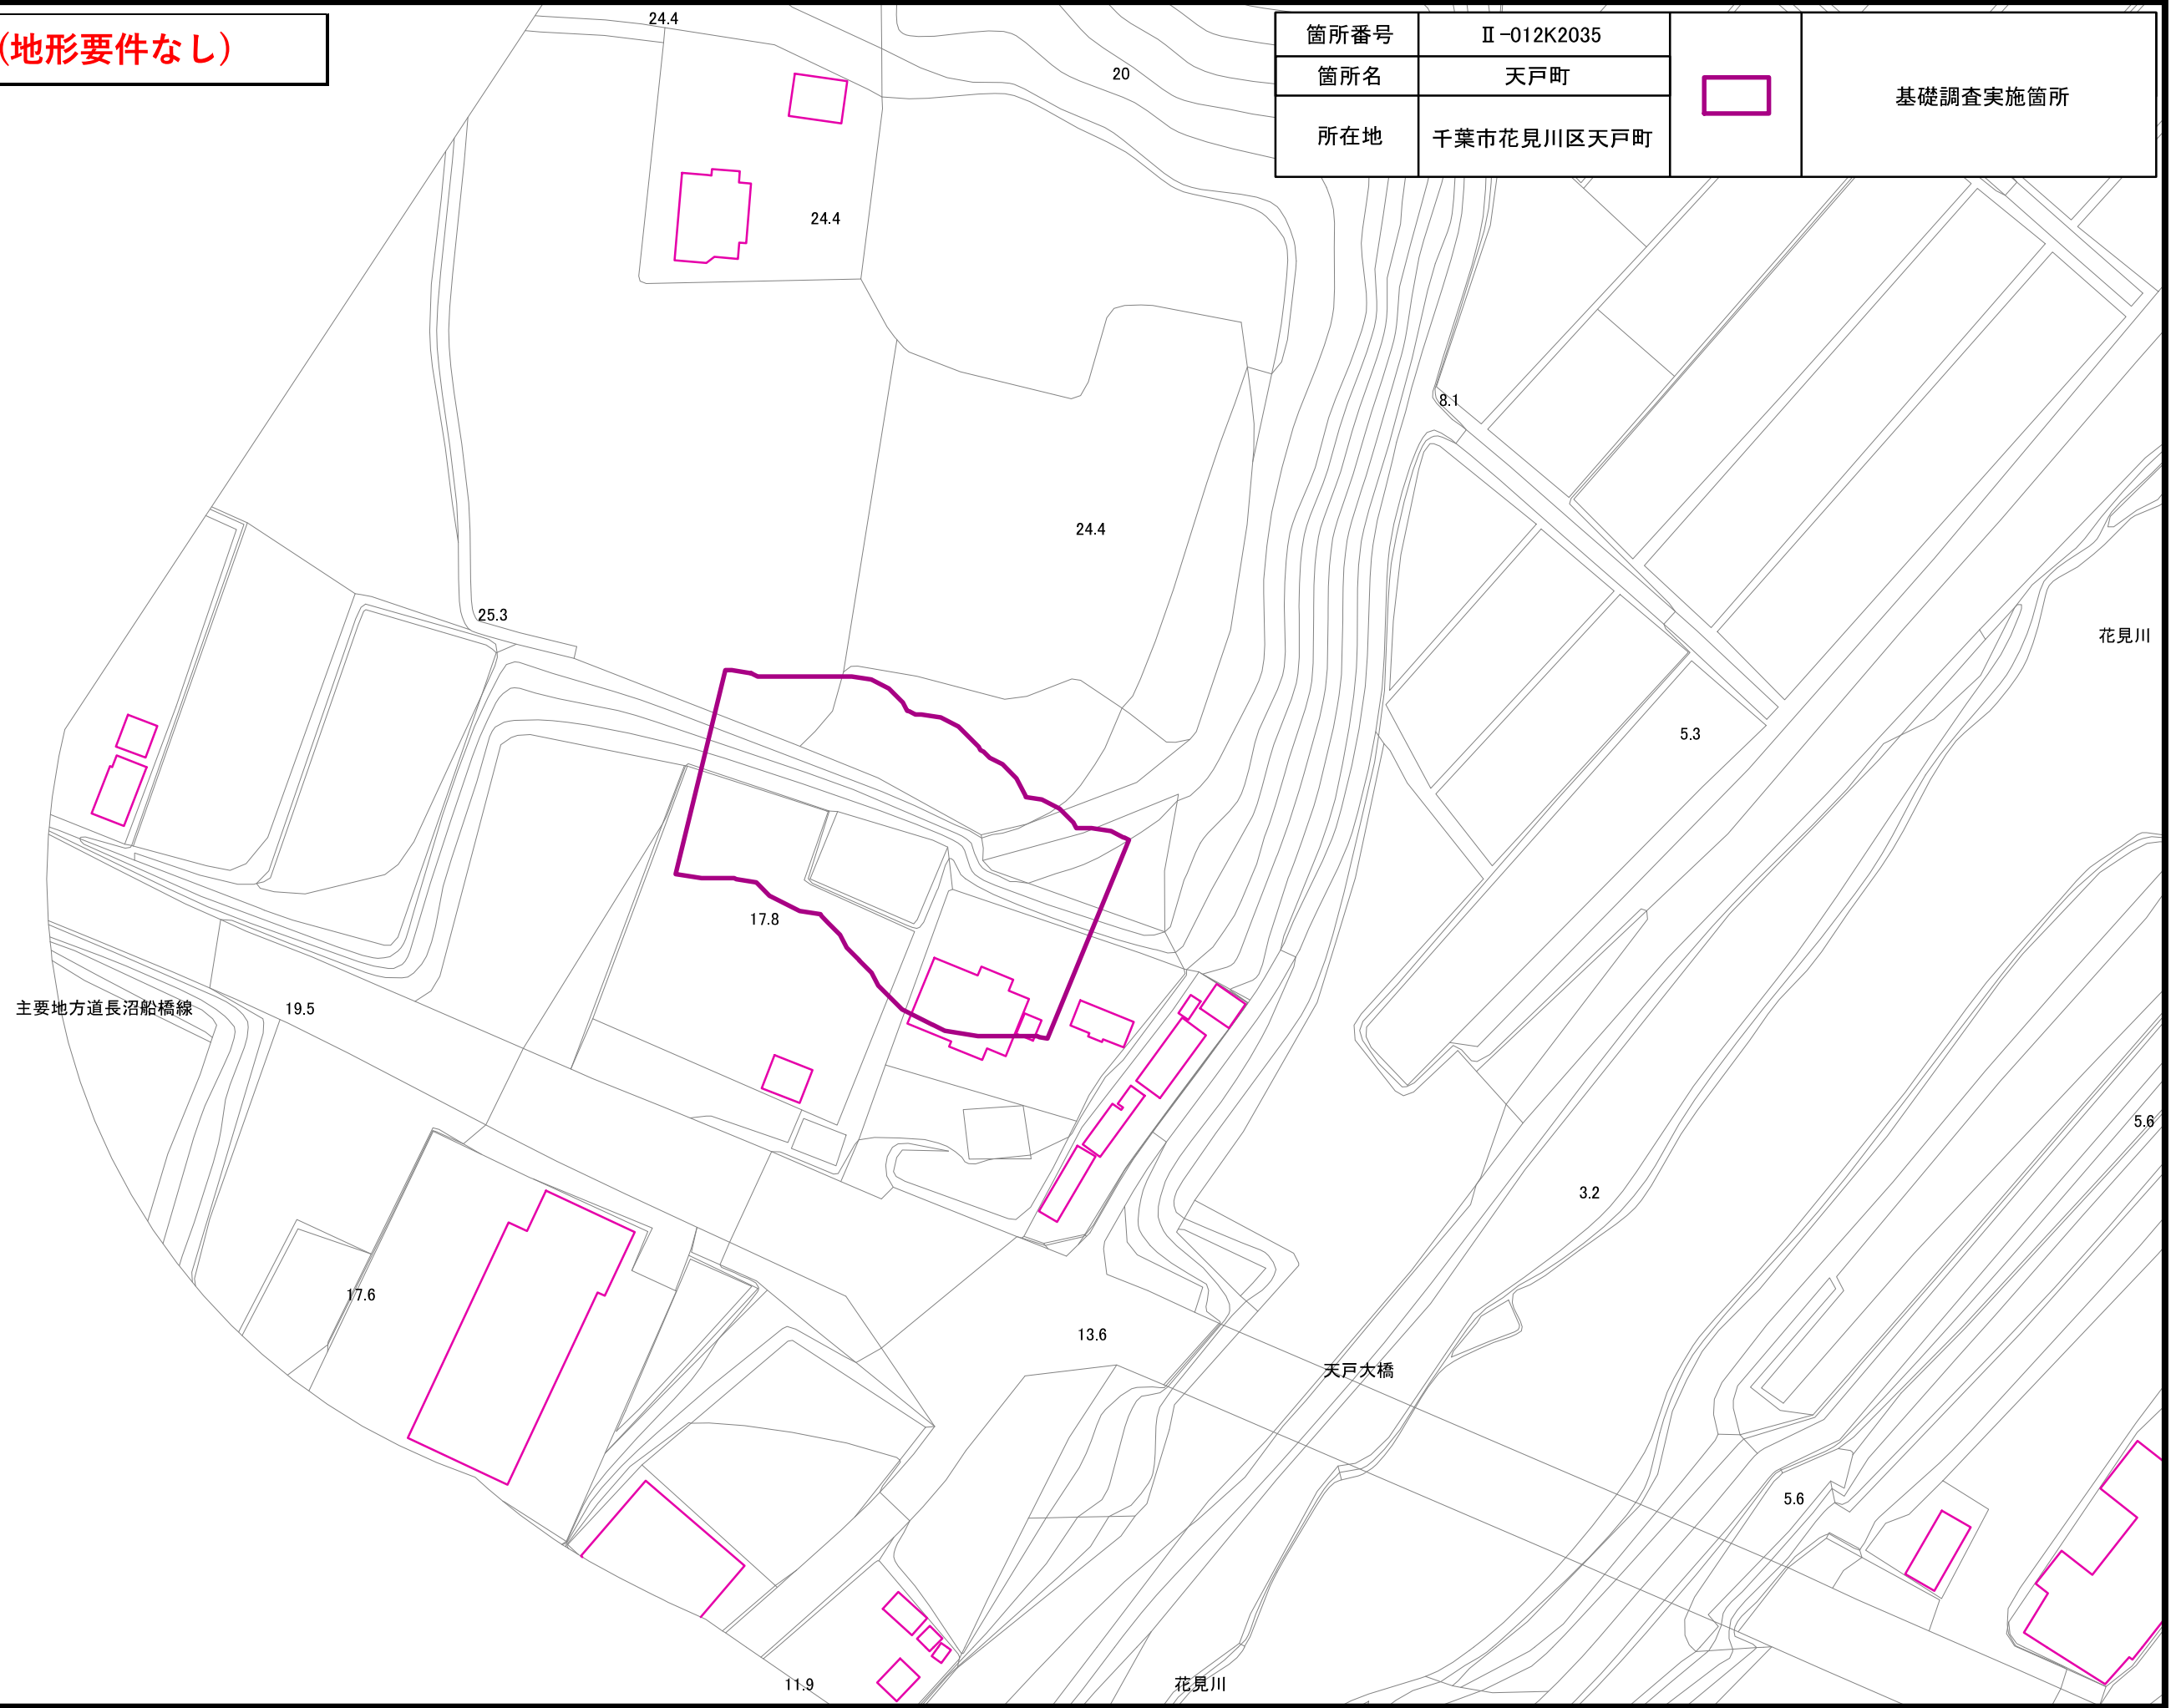 (地形要件なし)
箇所番号 Ⅱ-012K2035
箇所名 天戸町
所在地 千葉市花見川区天戸町
基礎調査実施箇所
24.4
20
24.4
8.1
24.4
25.3
花見川
5.3
17.8
主要地方道長沼船橋線
19.5
5.6
3.2
17.6
13.6
天戸大橋
5.6
11.9
花見川